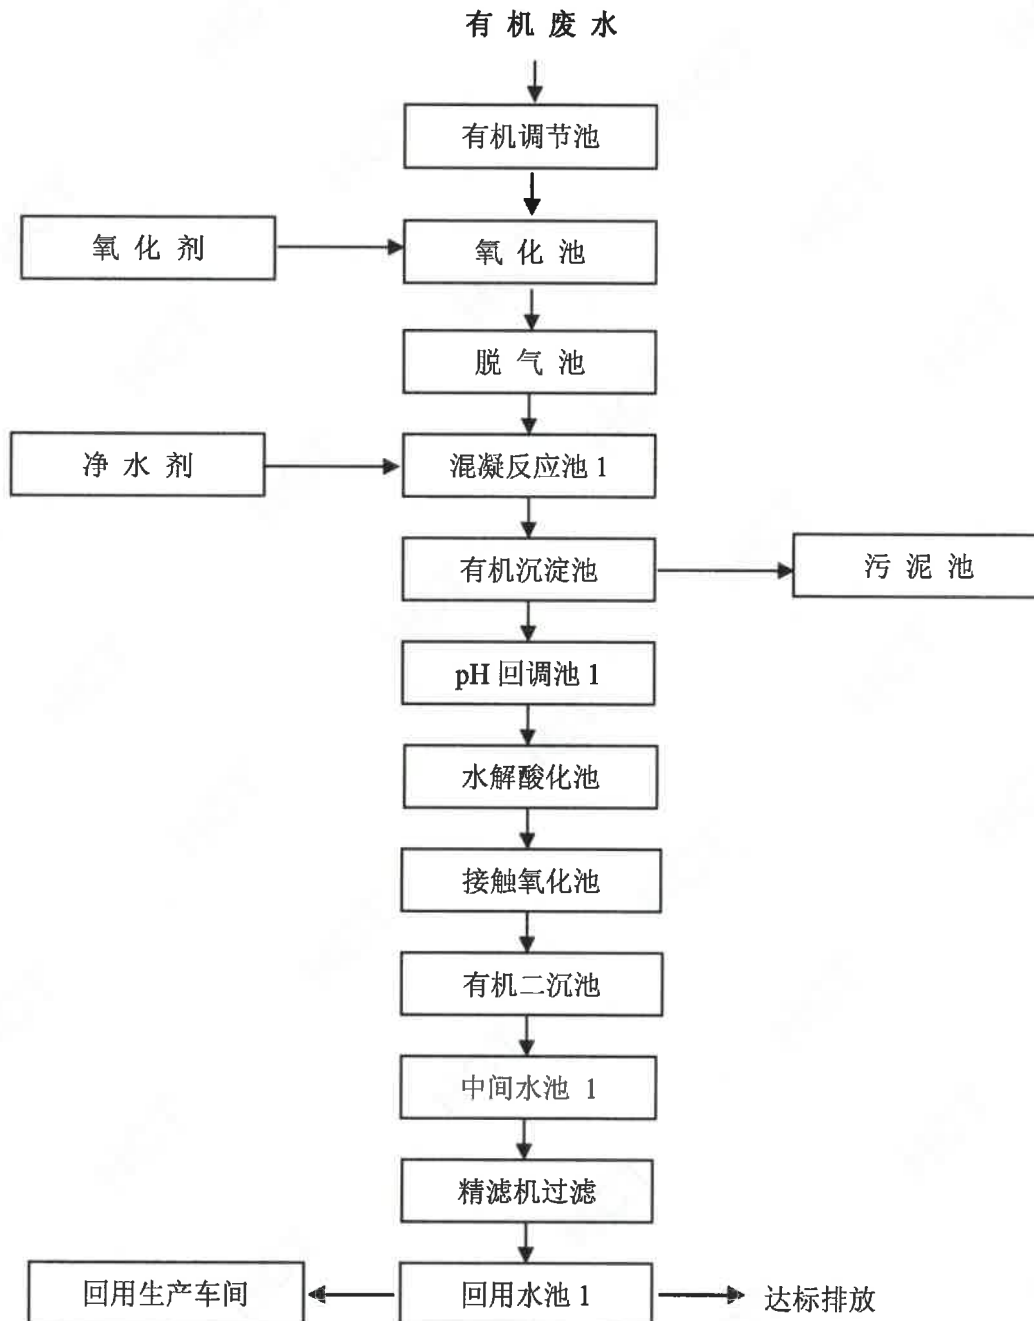 有机废水
有机调节池
氧化剂
氧化池
脱气池
净水剂
混凝反应池 1
有机沉淀池
污泥池
pH 回调池 1
水解酸化池
接触氧化池
有机二沉池
中间水池 1
精滤机过滤
回用生产车间
回用水池 1
达标排放